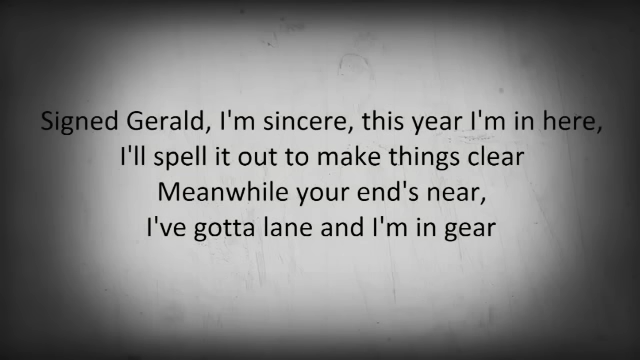 Signed Gerald, I'm sincere, this year I'm in here,
I'll spell it out to make things clear
Meanwhile your end's near,
I've gotta lane and I'm in gear